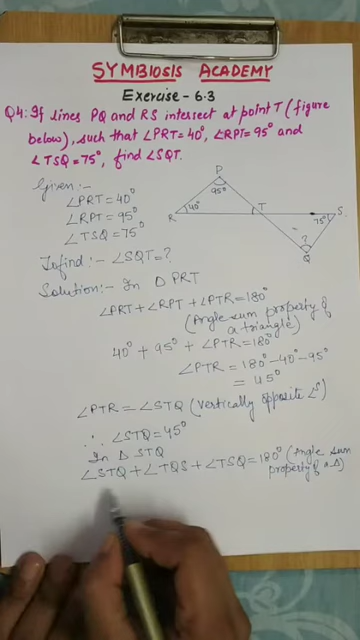 SYMBIOSIS ACADEMY
Exercise - 6.3
Q4: If lines PQ and RS intersect at point T (figure
below), such that ∠PRT = 40°, ∠RPT = 95° and
∠TSQ = 75°, find ∠SQT.
Given :-
∠PRT = 40°
∠RPT = 95°
∠TSQ = 75°
P
95°
R
40°
T
75°
S
?
Q
To find :- ∠SQT = ?
Solution :- In △ PRT
∠PRT + ∠RPT + ∠PTR = 180°
(Angle sum property of
a triangle)
40° + 95° + ∠PTR = 180°
∠PTR = 180° - 40° - 95°
= 45°
∠PTR = ∠STQ (vertically opposite ∠s)
∴ ∠STQ = 45°
In △ STQ
∠STQ + ∠TQS + ∠TSQ = 180° (Angle sum
property of a △)